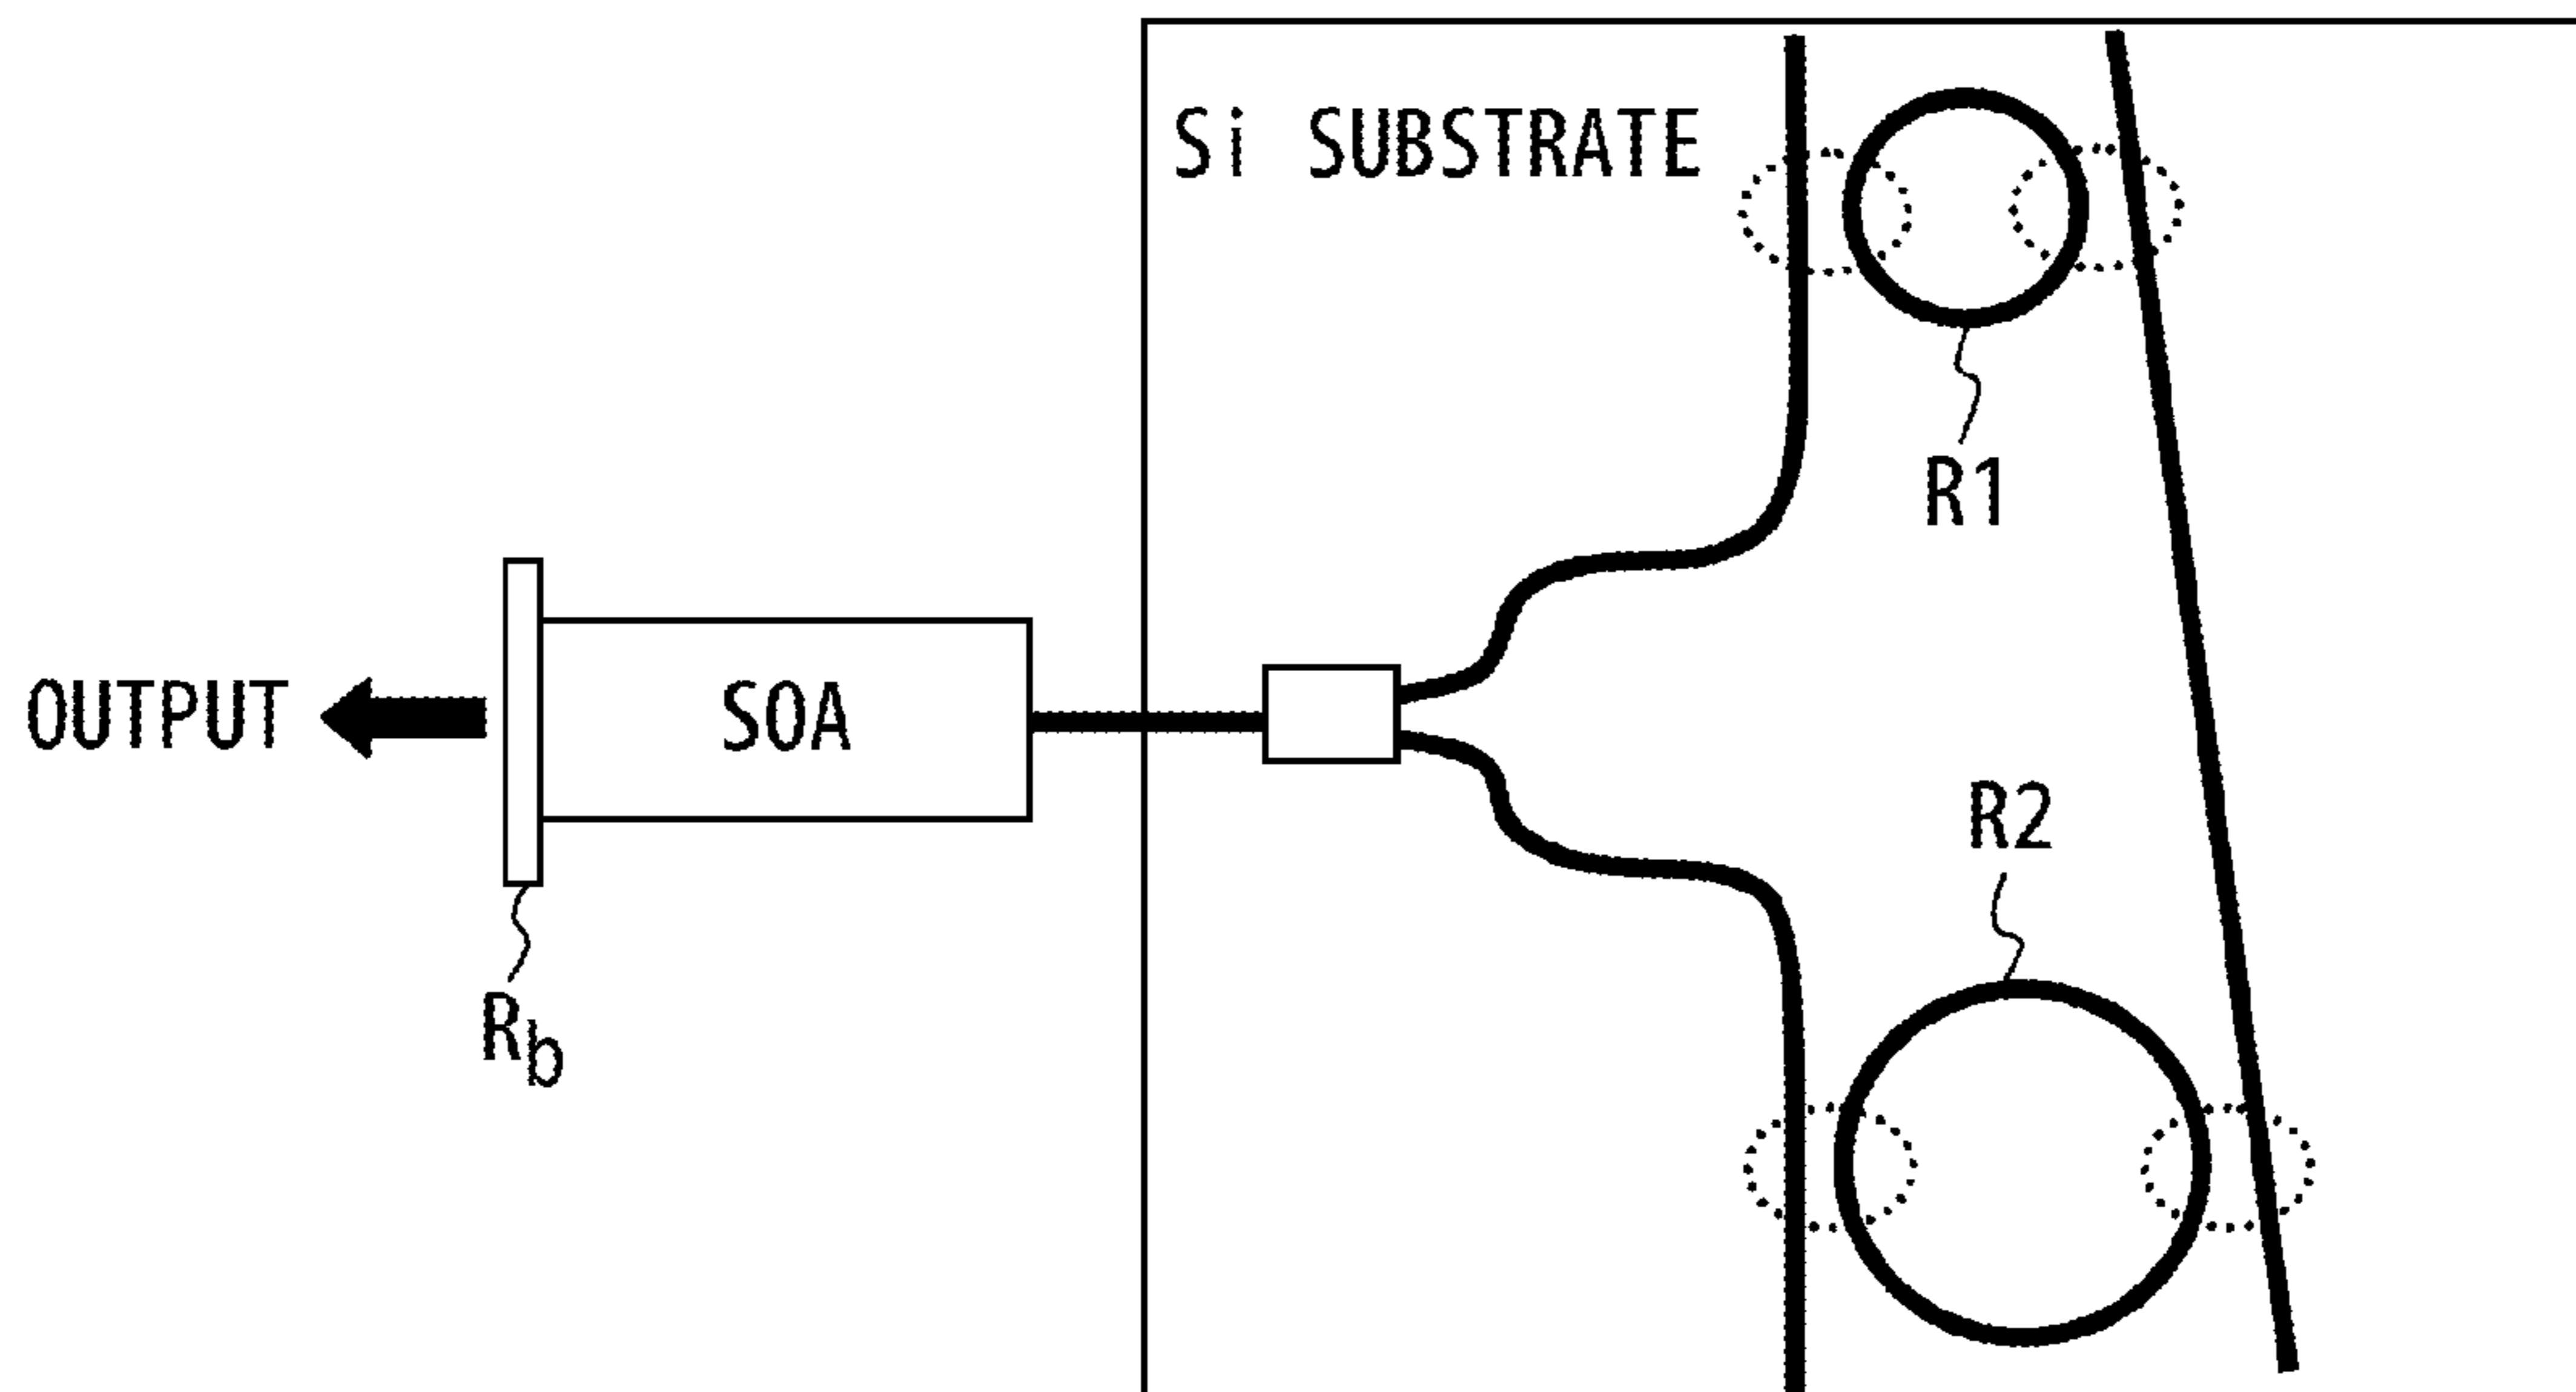 Si SUBSTRATE
R1
OUTPUT
SOA
R2
Rb